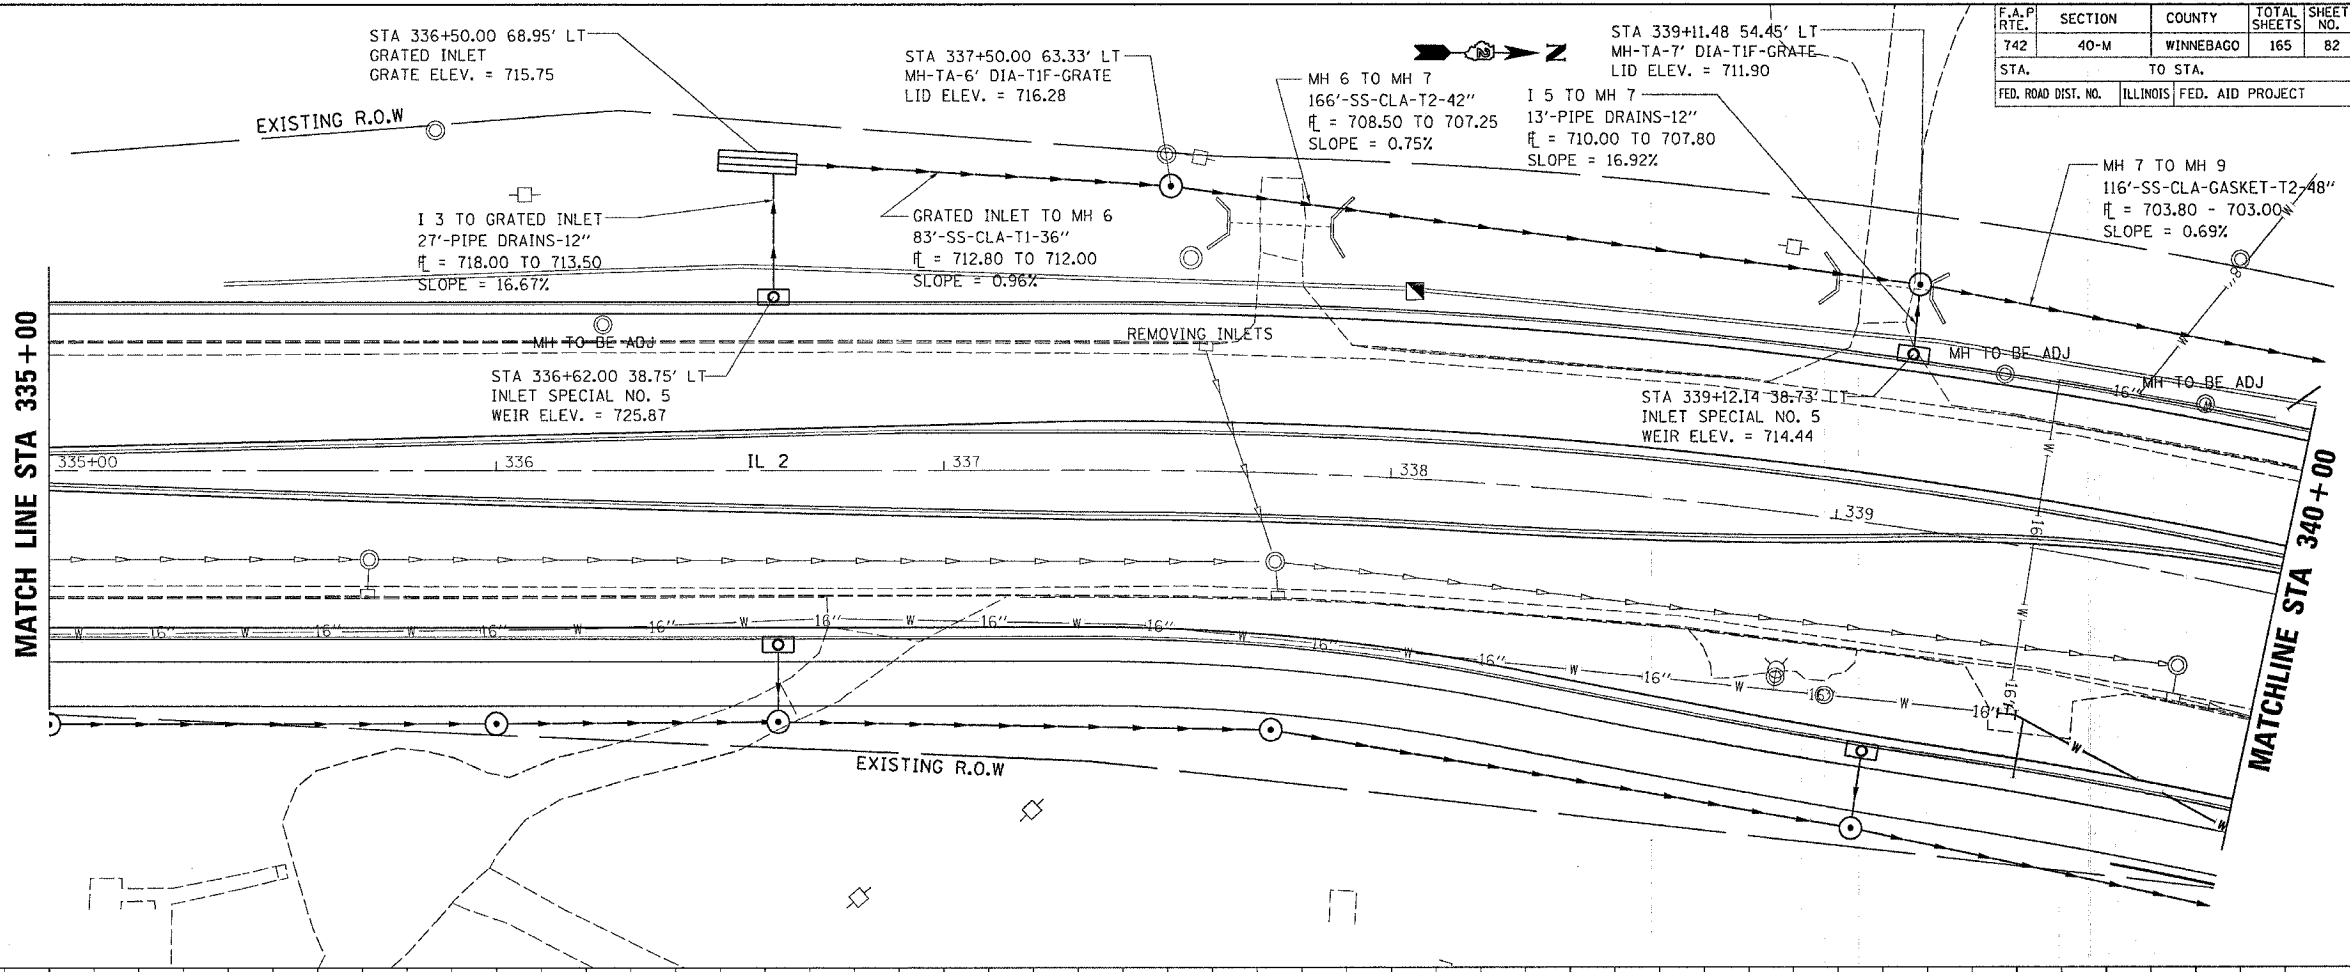 F.A.P RTE.
SECTION
COUNTY
TOTAL SHEETS
SHEET NO.
742
40-M
WINNEBAGO
165
82
STA.
TO STA.
FED. ROAD DIST. NO.
ILLINOIS
FED. AID PROJECT
STA 336+50.00 68.95' LT
GRATED INLET
GRATE ELEV. = 715.75
STA 337+50.00 63.33' LT
MH-TA-6' DIA-T1F-GRATE
LID ELEV. = 716.28
N
STA 339+11.48 54.45' LT
MH-TA-7' DIA-T1F-GRATE
LID ELEV. = 711.90
MH 6 TO MH 7
166'-SS-CLA-T2-42"
FL = 708.50 TO 707.25
SLOPE = 0.75%
I 5 TO MH 7
13'-PIPE DRAINS-12"
FL = 710.00 TO 707.80
SLOPE = 16.92%
MH 7 TO MH 9
116'-SS-CLA-GASKET-T2-48"
FL = 703.80 - 703.00
SLOPE = 0.69%
EXISTING R.O.W
I 3 TO GRATED INLET
27'-PIPE DRAINS-12"
FL = 718.00 TO 713.50
SLOPE = 16.67%
GRATED INLET TO MH 6
83'-SS-CLA-T1-36"
FL = 712.80 TO 712.00
SLOPE = 0.96%
W
8"
W
MH TO BE ADJ
REMOVING INLETS
MH TO BE ADJ
MH TO BE ADJ
16"
STA 336+62.00 38.75' LT
INLET SPECIAL NO. 5
WEIR ELEV. = 725.87
STA 339+12.14 38.73' LT
INLET SPECIAL NO. 5
WEIR ELEV. = 714.44
MATCH LINE STA 335+00
335+00
336
IL 2
337
338
339
MATCHLINE STA 340+00
W
16"
W
16"
W 16" W 16" W 16" W 16" W 16" W 16" W 16" W 16" W 16" W 16" W 16" W 16"
W
W
EXISTING R.O.W